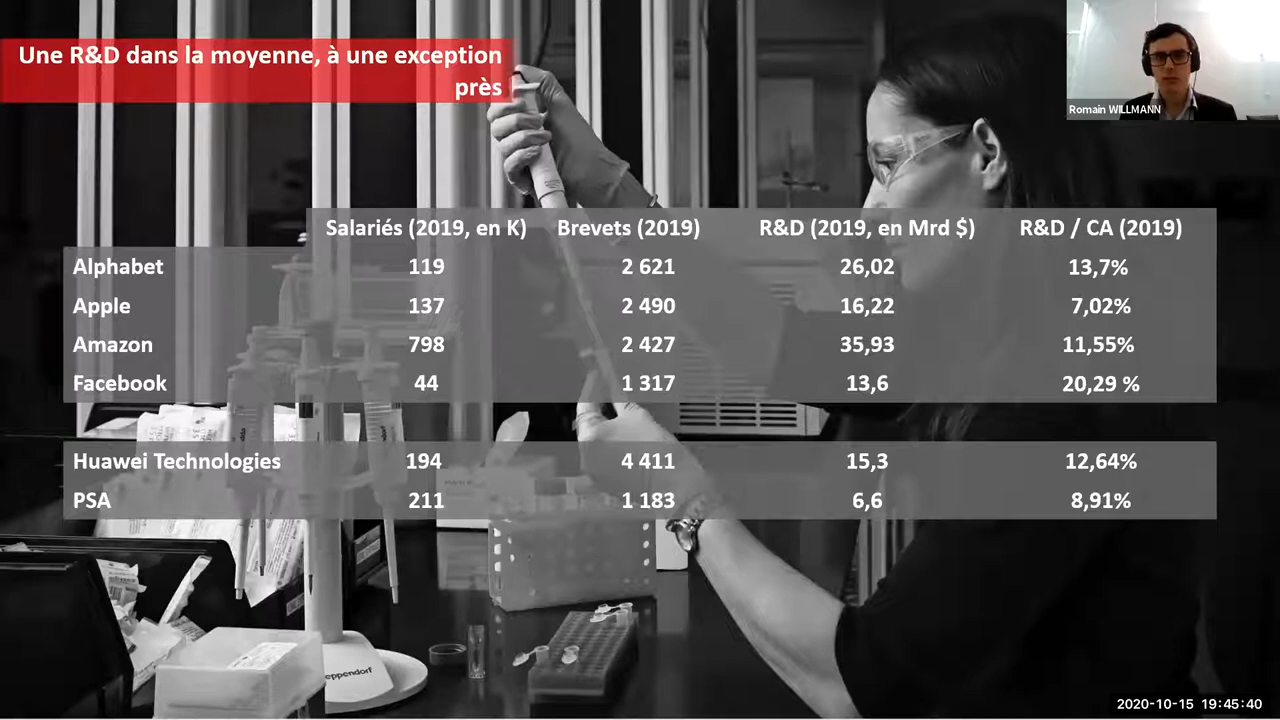 Une R&D dans la moyenne, à une exception
près
Romain WILLMANN
Salariés (2019, en K) Brevets (2019) R&D (2019, en Mrd $) R&D / CA (2019)
Alphabet 119 2 621 26,02 13,7%
Apple 137 2 490 16,22 7,02%
Amazon 798 2 427 35,93 11,55%
Facebook 44 1 317 13,6 20,29 %
Huawei Technologies 194 4 411 15,3 12,64%
PSA 211 1 183 6,6 8,91%
eppendorf
2020-10-15 19:45:40